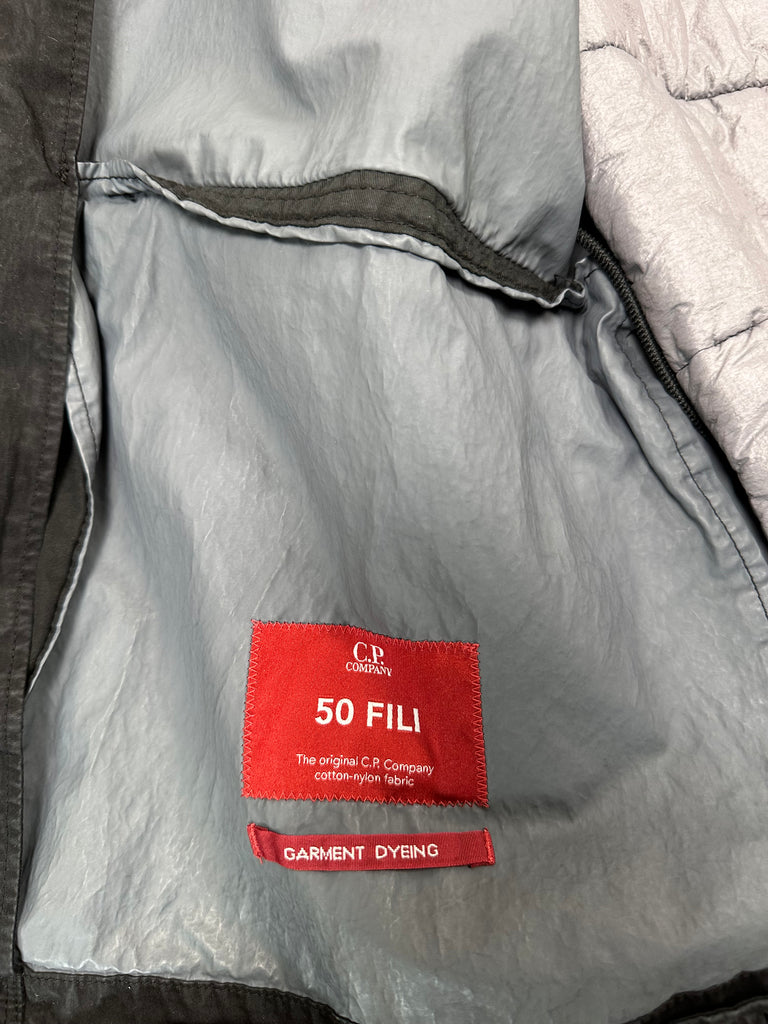 C.P.
COMPANY
50 FILI
The original C.P. Company
cotton-nylon fabric
GARMENT DYEING